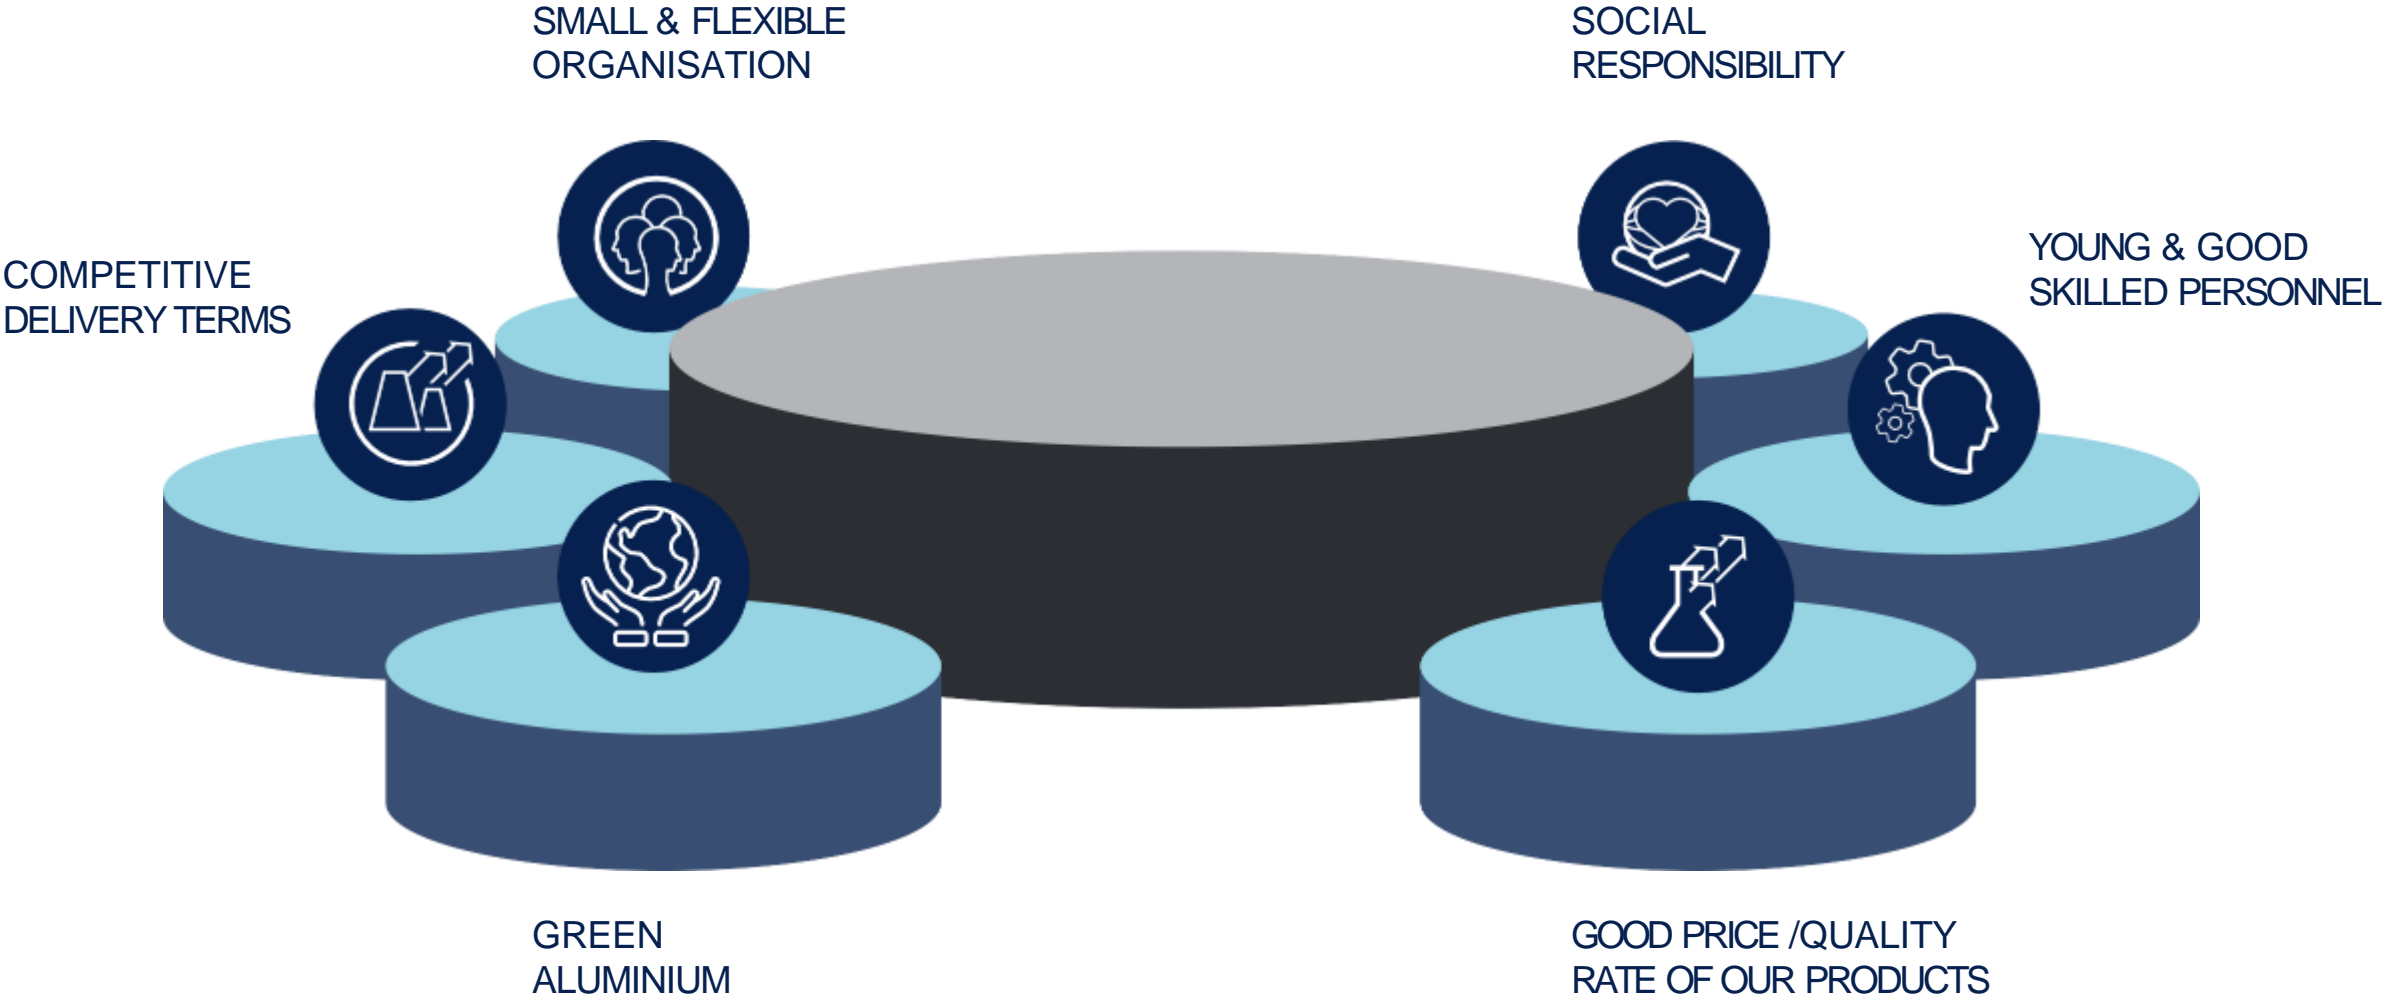 SMALL & FLEXIBLE
ORGANISATION
SOCIAL
RESPONSIBILITY
COMPETITIVE
DELIVERY TERMS
YOUNG & GOOD
SKILLED PERSONNEL
GREEN
ALUMINIUM
GOOD PRICE /QUALITY
RATE OF OUR PRODUCTS